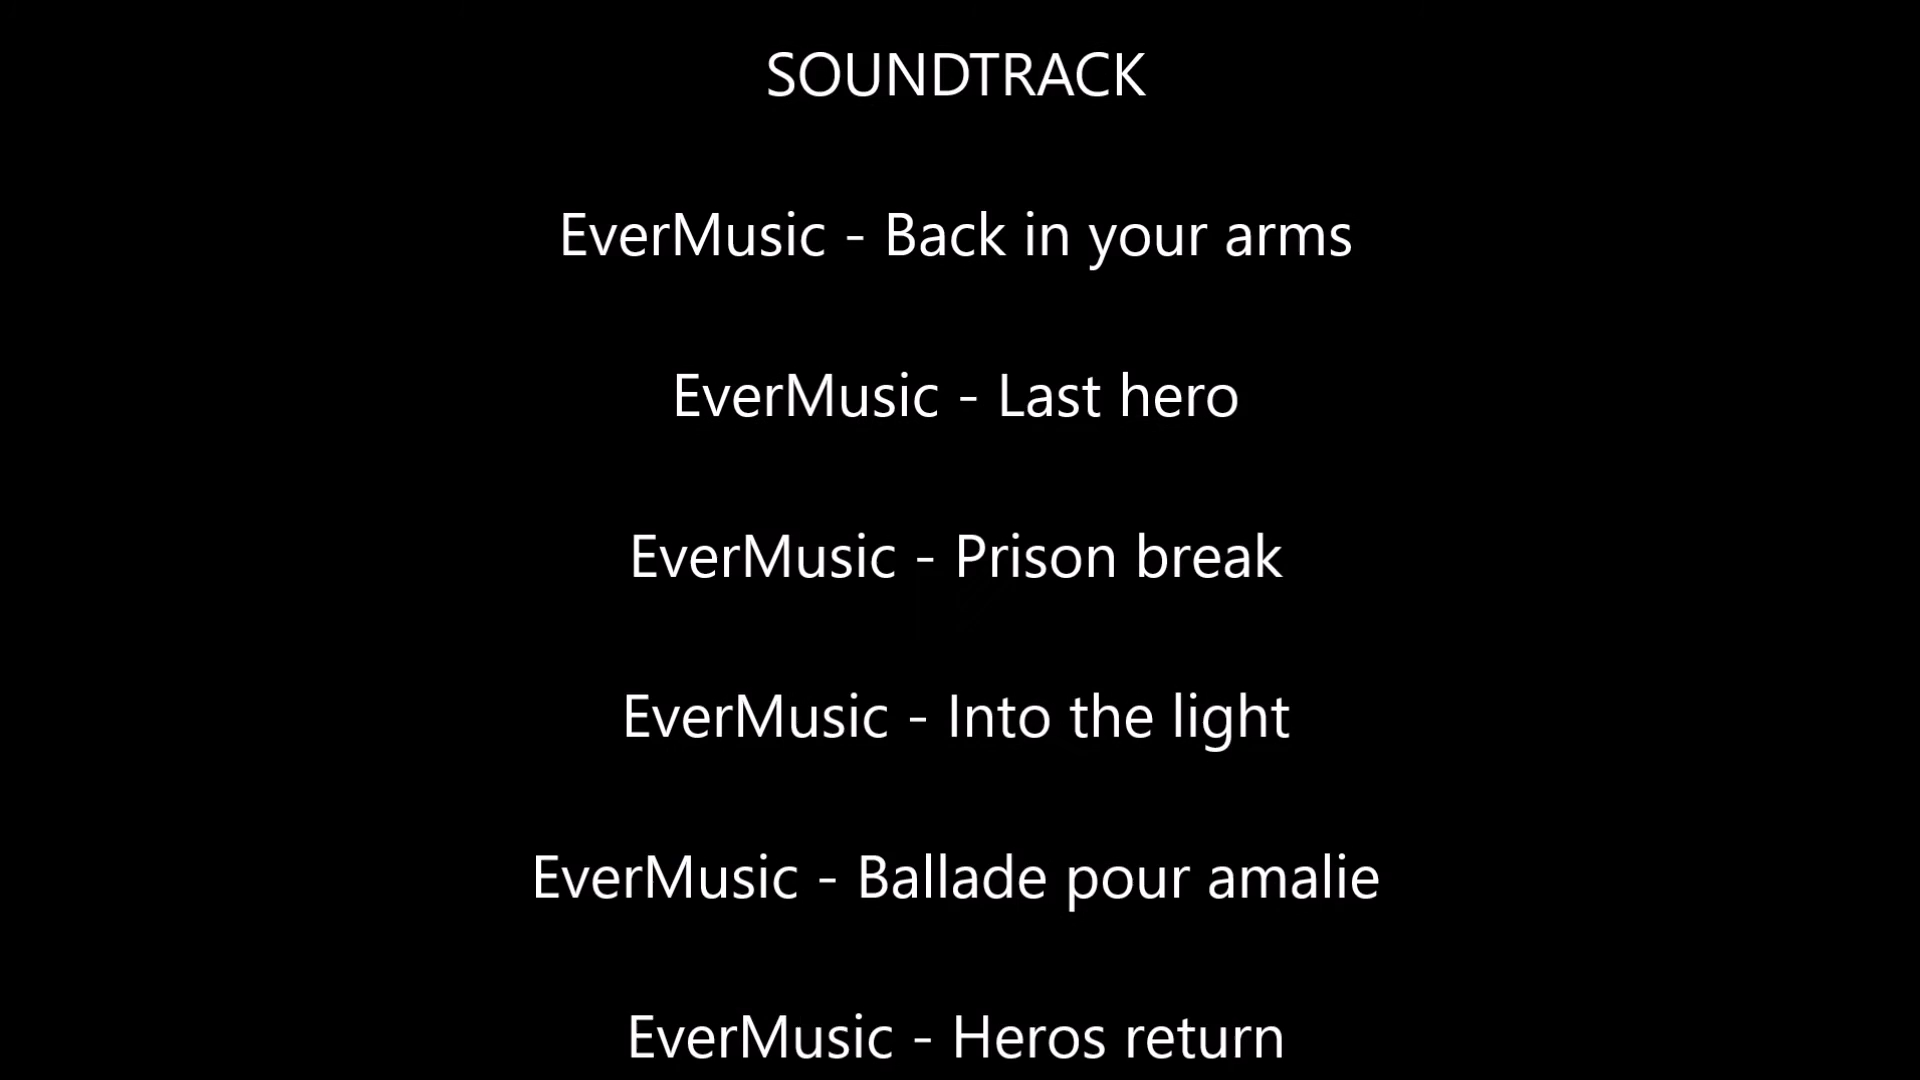 SOUNDTRACK
EverMusic - Back in your arms
EverMusic - Last hero
EverMusic - Prison break
EverMusic - Into the light
EverMusic - Ballade pour amalie
EverMusic - Heros return